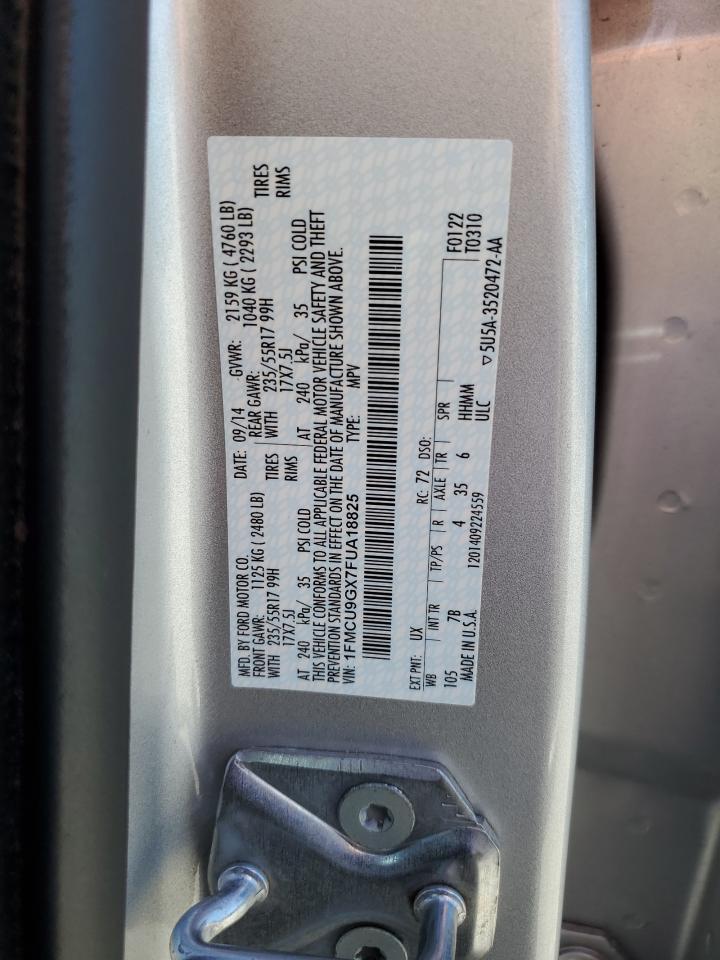 MFD. BY FORD MOTOR CO.
DATE: 09/14 GVWR: 2159 KG ( 4760 LB)
FRONT GAWR: 1125 KG ( 2480 LB)
REAR GAWR: 1040 KG ( 2293 LB)
WITH 235/55R17 99H TIRES
WITH 235/55R17 99H TIRES
17X7.5J RIMS
17X7.5J RIMS
AT 240 kPa/ 35 PSI COLD
AT 240 kPa/ 35 PSI COLD
THIS VEHICLE CONFORMS TO ALL APPLICABLE FEDERAL MOTOR VEHICLE SAFETY AND THEFT
PREVENTION STANDARDS IN EFFECT ON THE DATE OF MANUFACTURE SHOWN ABOVE.
VIN: 1FMCU9GX7FUA18825 TYPE: MPV
EXT PNT: UX RC: 72 DSO: F0122
WB INT TR TP/PS R AXLE TR SPR T0310
105 7B 4 35 6 HHMM
MADE IN U.S.A. 1201409224559 ULC ▽5U5A-3520472-AA